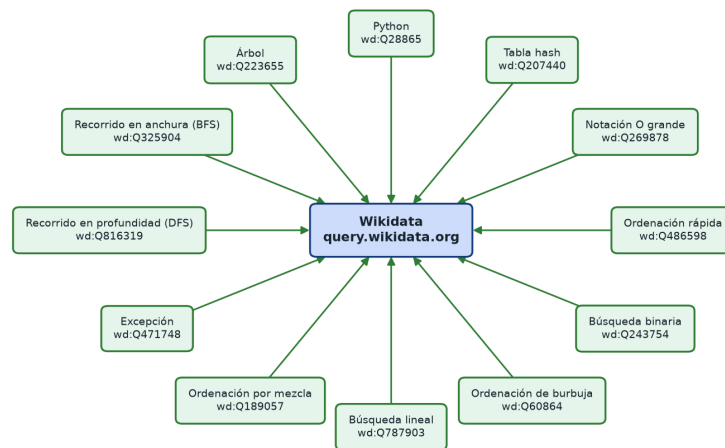 Python
wd:Q28865
Árbol
wd:Q223655
Tabla hash
wd:Q207440
Recorrido en anchura (BFS)
wd:Q325904
Notación O grande
wd:Q269878
Recorrido en profundidad (DFS)
wd:Q816319
Wikidata
query.wikidata.org
Ordenación rápida
wd:Q486598
Excepción
wd:Q471748
Búsqueda binaria
wd:Q243754
Ordenación por mezcla
wd:Q189057
Búsqueda lineal
wd:Q787903
Ordenación de burbuja
wd:Q60864